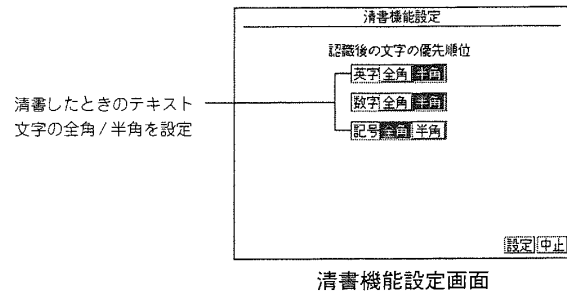 清書機能設定
認識後の文字の優先順位
英字 全角 半角
清書したときのテキスト
文字の全角/半角を設定
数字 全角 半角
記号 全角 半角
設定 中止
清書機能設定画面